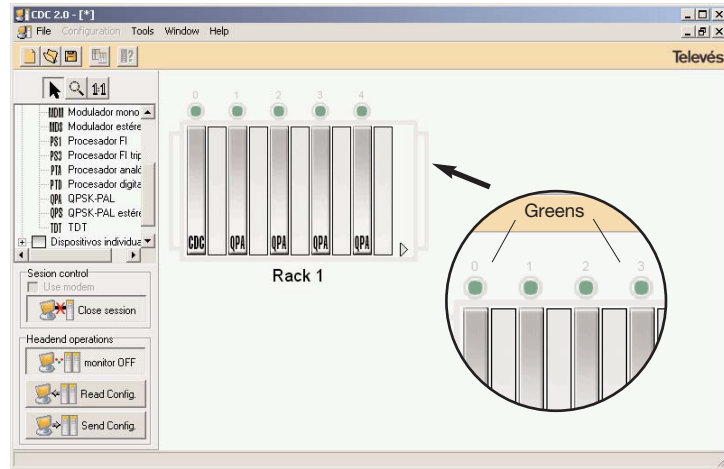 CDC 2.0 - [*]
File Configuration Tools Window Help
Televés
1:1
MDM Modulador mono
MDS Modulador estére
PS1 Procesador FI
PS3 Procesador FI trip
PTA Procesador analó
PTD Procesador digita
QPA QPSK-PAL
QPS QPSK-PAL estére
TDT TDT
Dispositivos individua
Sesion control
Use modem
Close session
Headend operations
monitor OFF
Read Config.
Send Config.
0 1 2 3 4
CDC QPA QPA QPA QPA
Rack 1
Greens
0 1 2 3